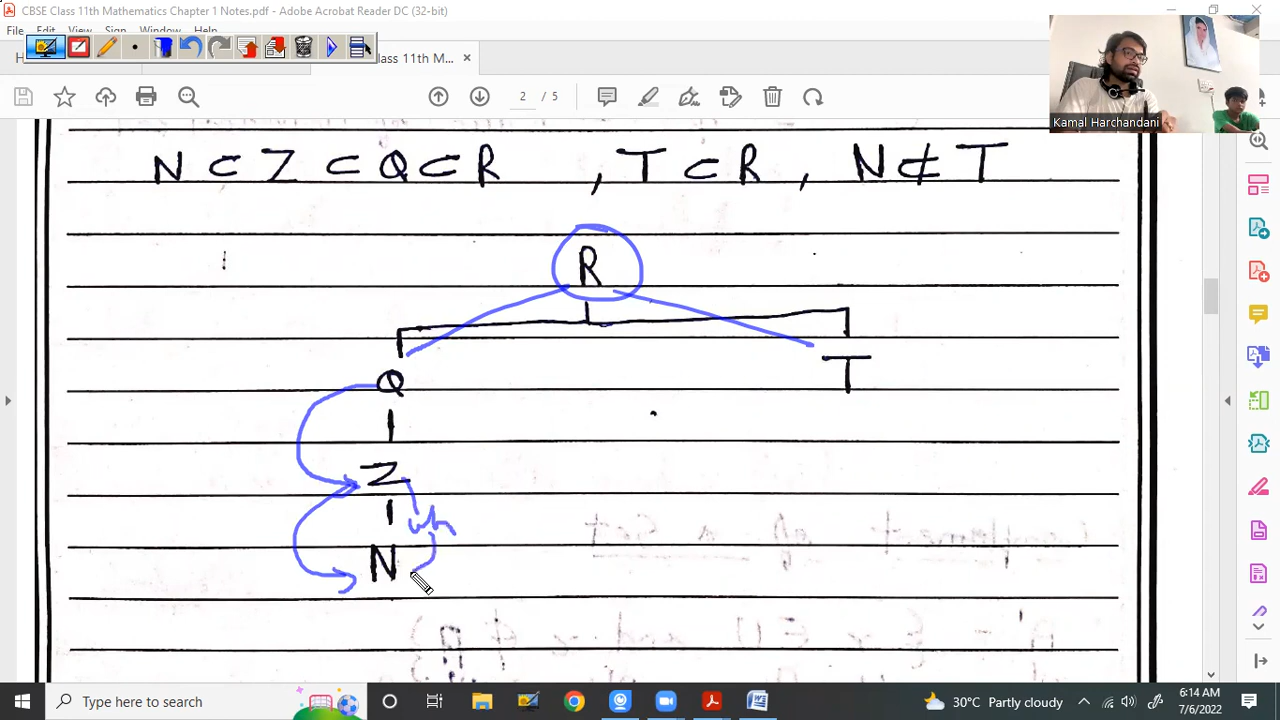 CBSE Class 11th Mathematics Chapter 1 Notes.pdf - Adobe Acrobat Reader DC (32-bit)
File Edit View Sign Window Help
H
lass 11th M... ×
2 / 5
Kamal Harchandani
N ⊂ Z ⊂ Q ⊂ R , T ⊂ R , N ⊄ T
R
Q T
Z
wh
N
Type here to search
30°C Partly cloudy
6:14 AM
7/6/2022